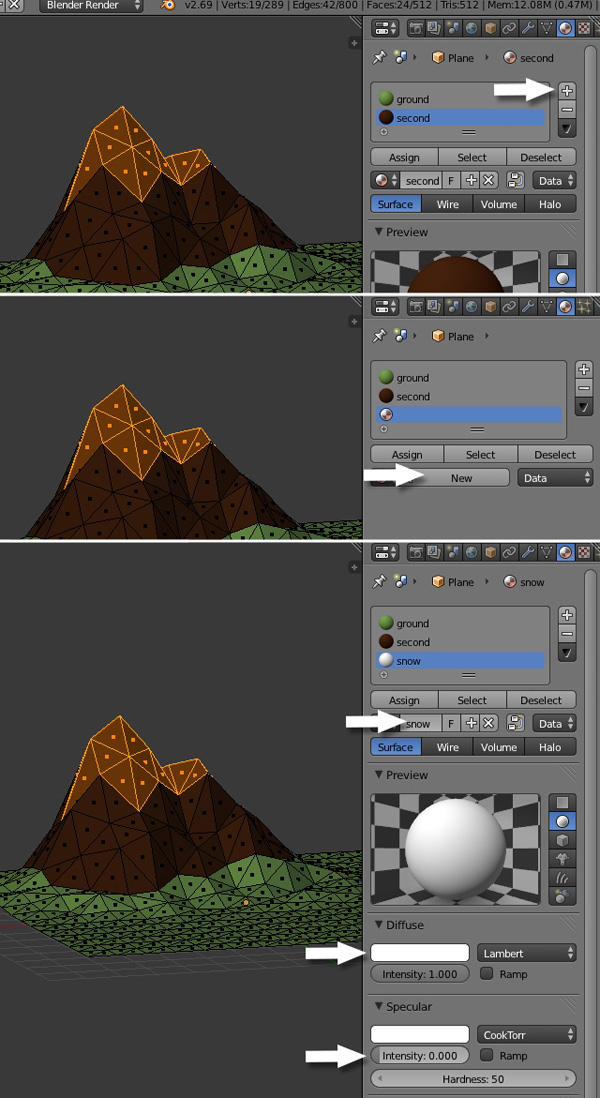 Blender Render v2.69 | Verts:19/289 | Edges:42/800 | Faces:24/512 | Tris:512 | Mem:12.08M (0.47M) |
Plane second
ground
second
Assign Select Deselect
second F Data
Surface Wire Volume Halo
Preview
Plane
ground
second
Assign Select Deselect
New Data
Plane snow
ground
second
snow
Assign Select Deselect
snow F Data
Surface Wire Volume Halo
Preview
Diffuse
Lambert
Intensity: 1.000 Ramp
Specular
CookTorr
Intensity: 0.000 Ramp
Hardness: 50